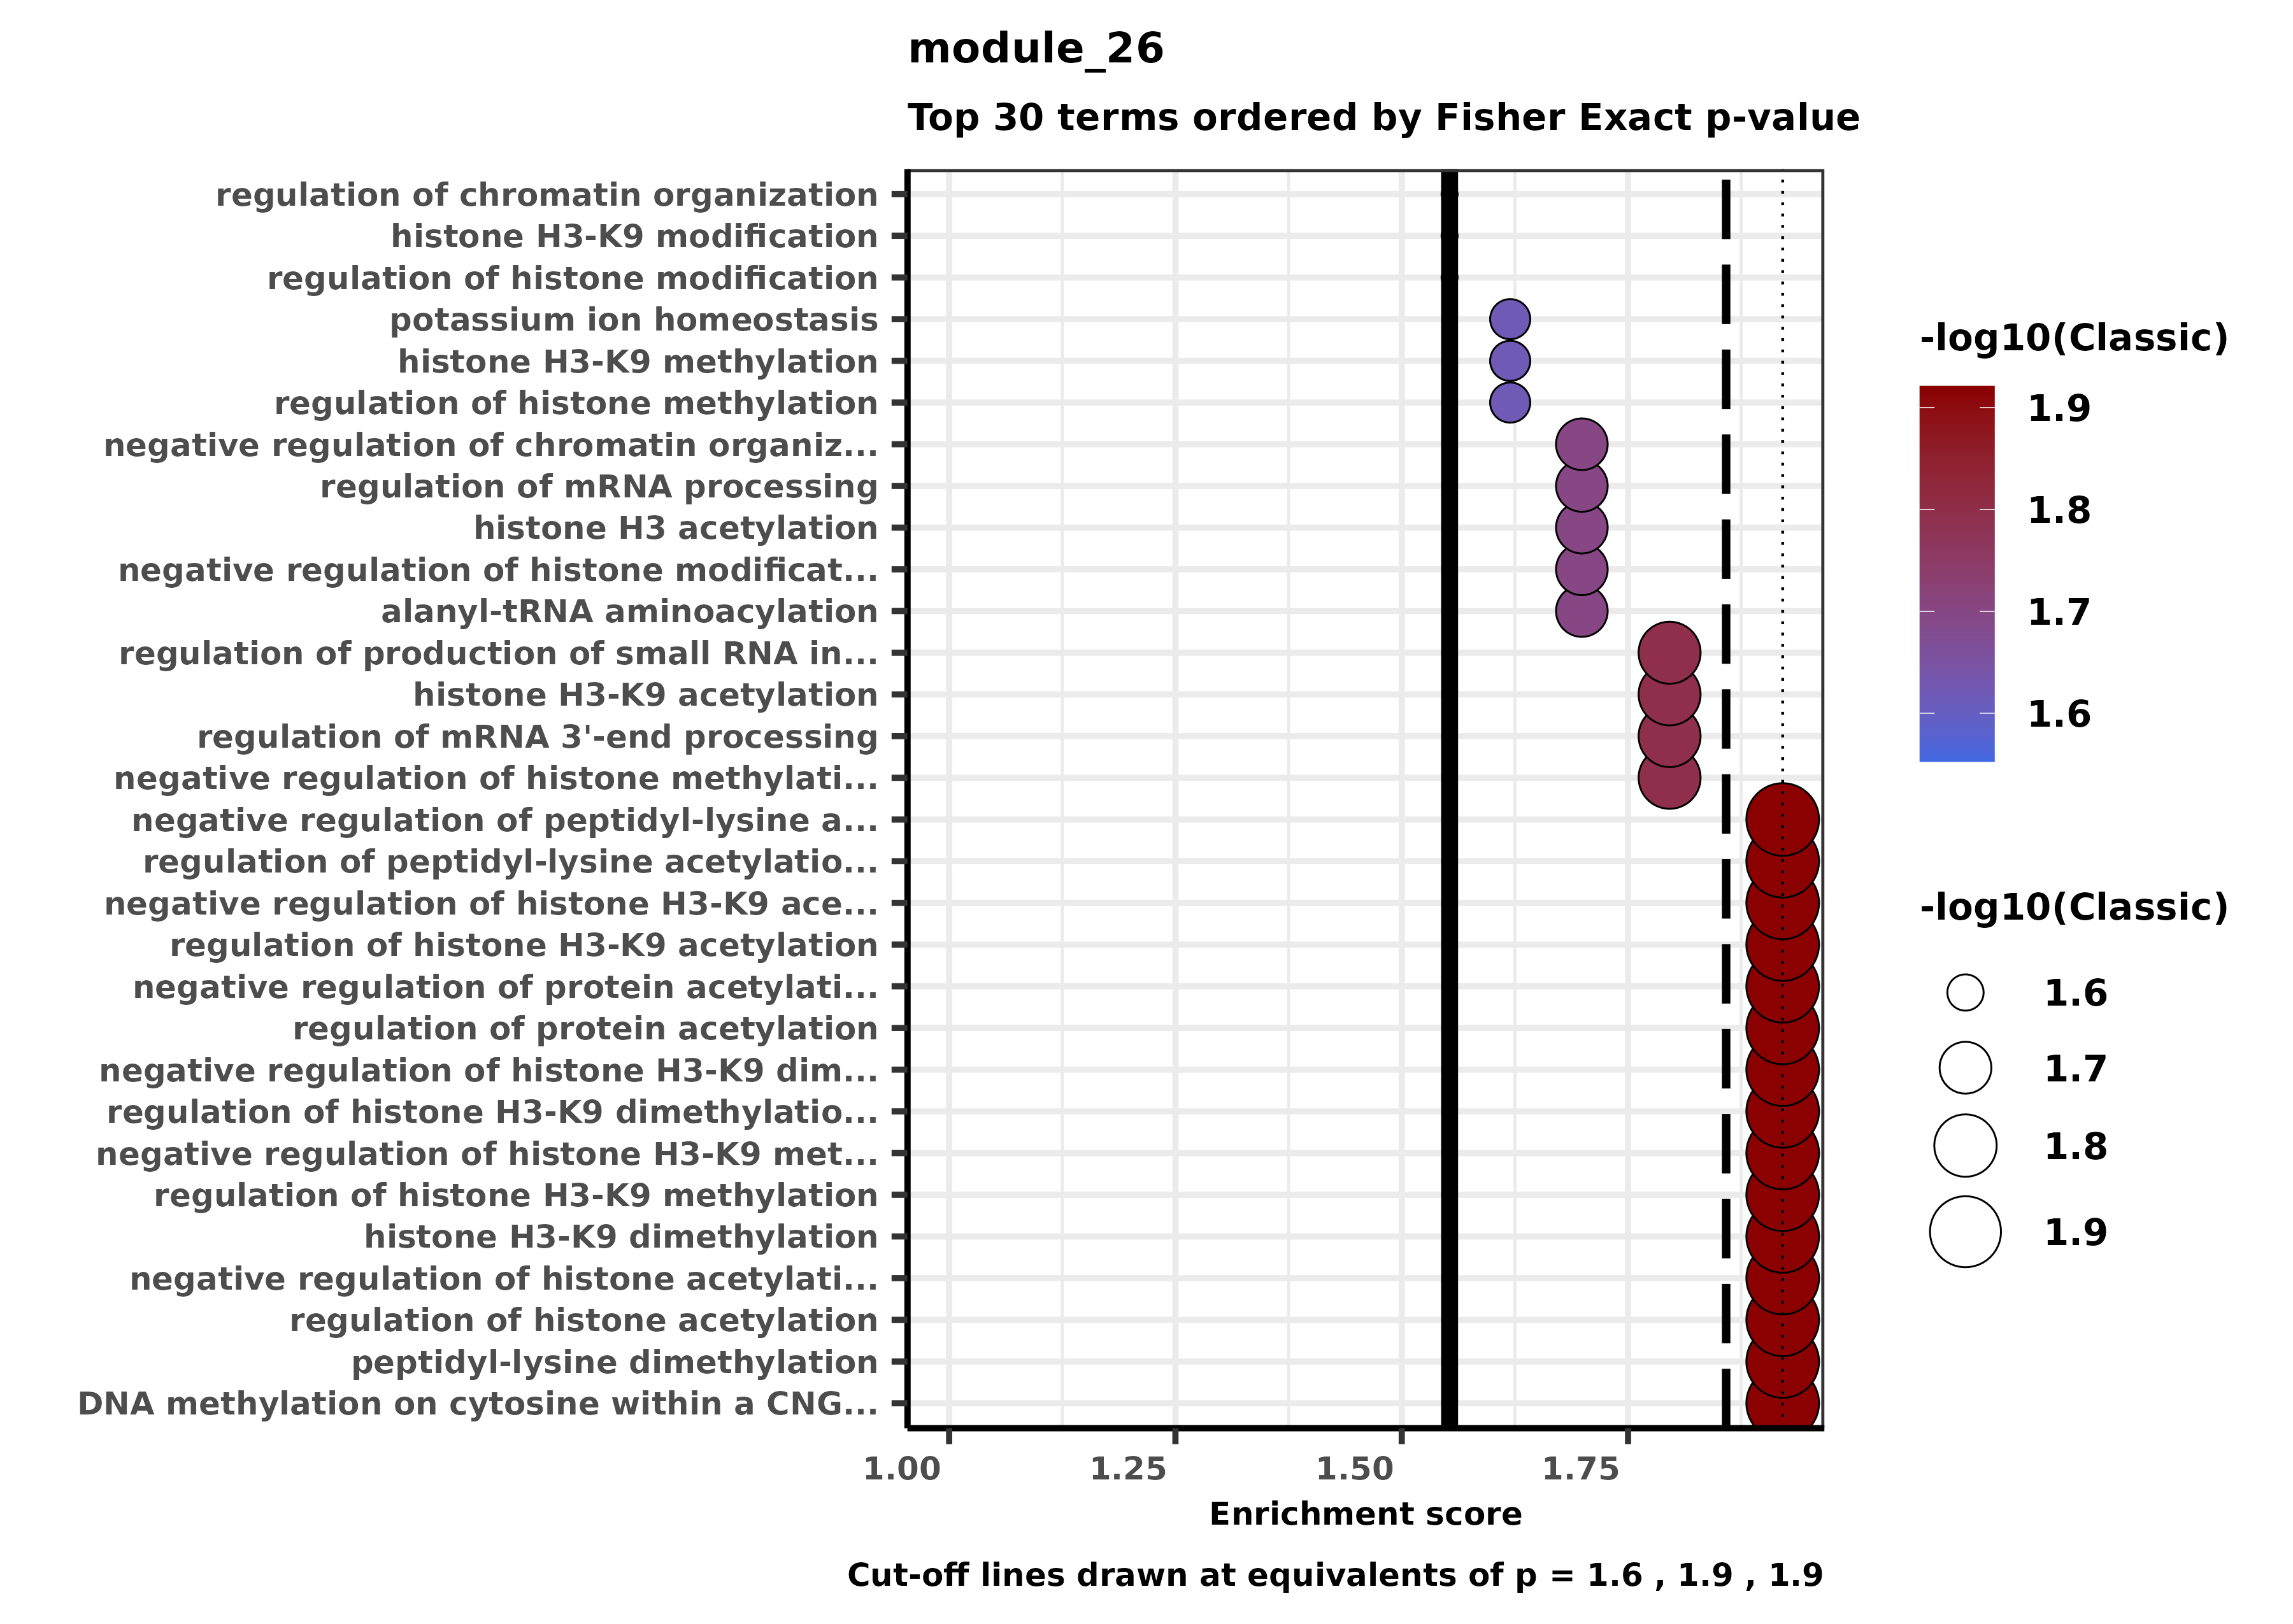 module_26
Top 30 terms ordered by Fisher Exact p-value
regulation of chromatin organization
histone H3-K9 modification
regulation of histone modification
potassium ion homeostasis
histone H3-K9 methylation
regulation of histone methylation
negative regulation of chromatin organiz...
regulation of mRNA processing
histone H3 acetylation
negative regulation of histone modificat...
alanyl-tRNA aminoacylation
regulation of production of small RNA in...
histone H3-K9 acetylation
regulation of mRNA 3'-end processing
negative regulation of histone methylati...
negative regulation of peptidyl-lysine a...
regulation of peptidyl-lysine acetylatio...
negative regulation of histone H3-K9 ace...
regulation of histone H3-K9 acetylation
negative regulation of protein acetylati...
regulation of protein acetylation
negative regulation of histone H3-K9 dim...
regulation of histone H3-K9 dimethylatio...
negative regulation of histone H3-K9 met...
regulation of histone H3-K9 methylation
histone H3-K9 dimethylation
negative regulation of histone acetylati...
regulation of histone acetylation
peptidyl-lysine dimethylation
DNA methylation on cytosine within a CNG...
1.00 1.25 1.50 1.75
Enrichment score
Cut-off lines drawn at equivalents of p = 1.6 , 1.9 , 1.9
-log10(Classic)
1.9
1.8
1.7
1.6
-log10(Classic)
1.6
1.7
1.8
1.9